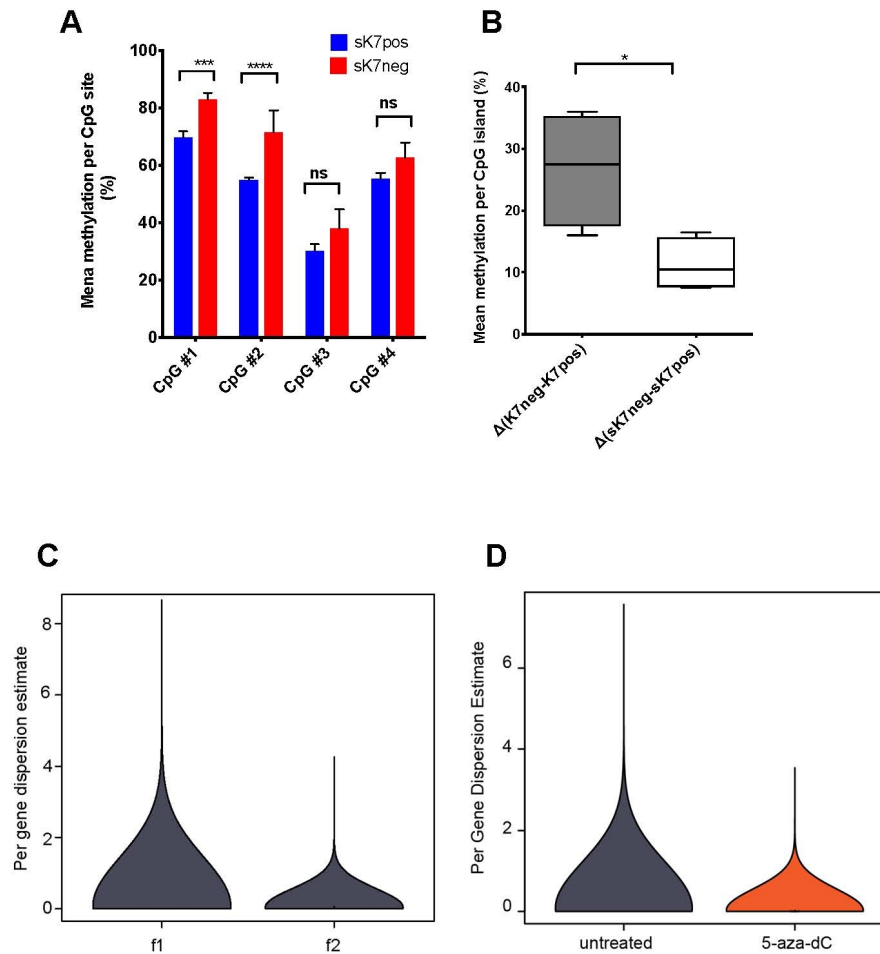 A
sK7pos
sK7neg
Mena methylation per CpG site
(%)
100
80
60
40
20
0
***
****
ns
ns
CpG #1
CpG #2
CpG #3
CpG #4
B
Mean methylation per CpG island (%)
40
30
20
10
0
*
Δ(K7neg-K7pos)
Δ(sK7neg-sK7pos)
C
Per gene dispersion estimate
8
6
4
2
0
f1
f2
D
Per Gene Dispersion Estimate
6
4
2
0
untreated
5-aza-dC